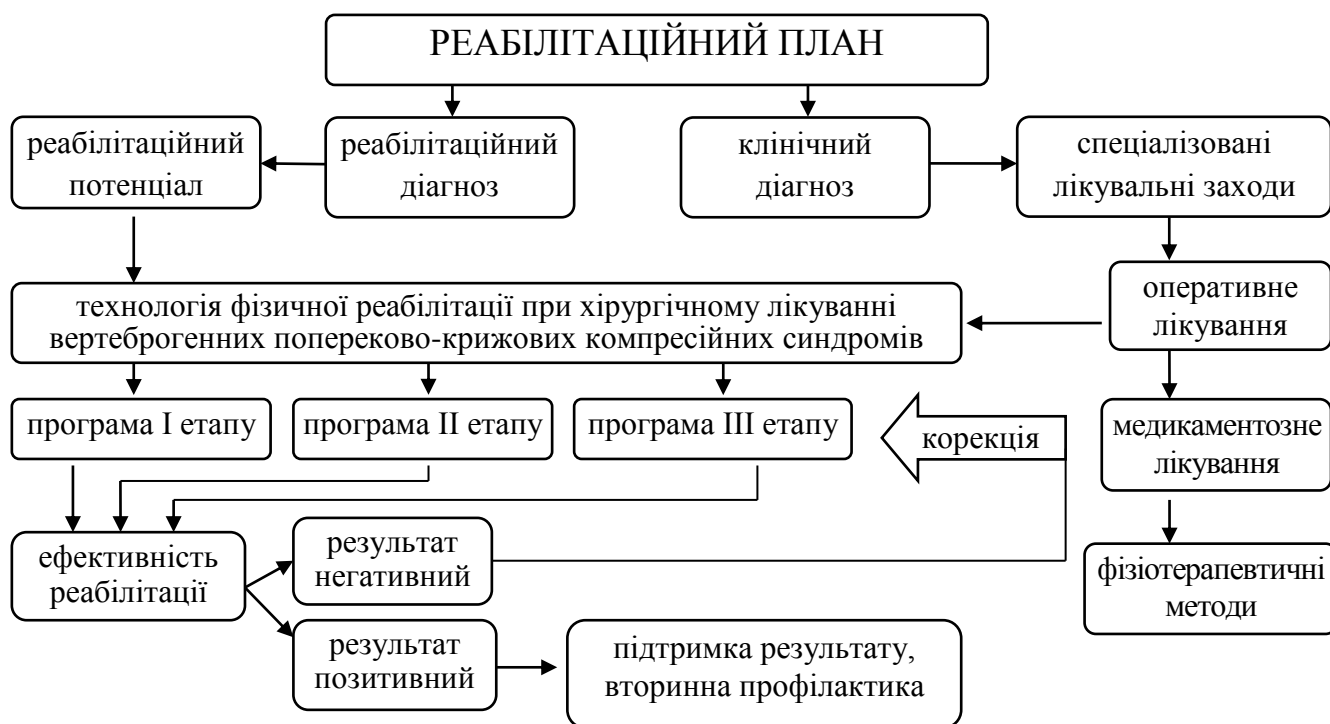 РЕАБІЛІТАЦІЙНИЙ ПЛАН
реабілітаційний
потенціал
реабілітаційний
діагноз
клінічний
діагноз
спеціалізовані
лікувальні заходи
технологія фізичної реабілітації при хірургічному лікуванні
вертеброгенних попереково-крижових компресійних синдромів
оперативне
лікування
програма І етапу
програма ІІ етапу
програма ІІІ етапу
корекція
медикаментозне
лікування
ефективність
реабілітації
результат
негативний
фізіотерапевтичні
методи
результат
позитивний
підтримка результату,
вторинна профілактика